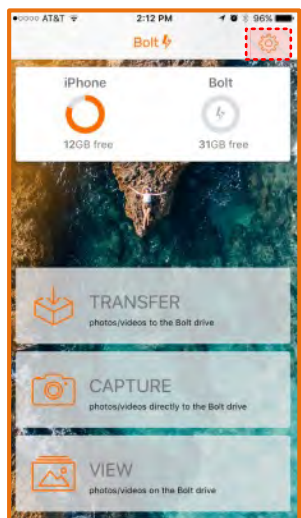 AT&T 2:12 PM 96%
Bolt
iPhone Bolt
12GB free 31GB free
TRANSFER
photos/videos to the Bolt drive
CAPTURE
photos/videos directly to the Bolt drive
VIEW
photos/videos on the Bolt drive